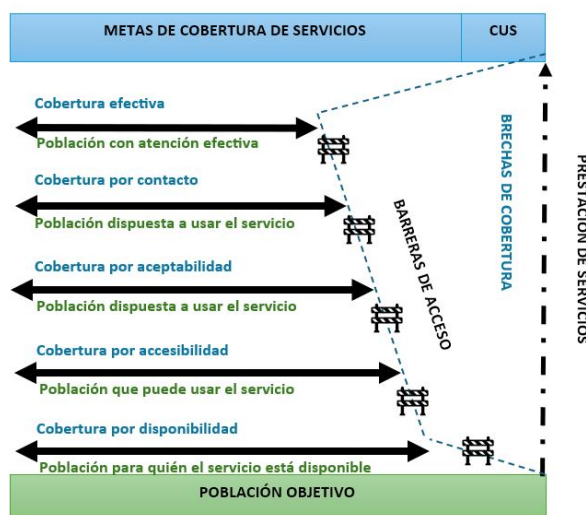 METAS DE COBERTURA DE SERVICIOS
CUS
Cobertura efectiva
Población con atención efectiva
Cobertura por contacto
Población dispuesta a usar el servicio
Cobertura por aceptabilidad
Población dispuesta a usar el servicio
Cobertura por accesibilidad
Población que puede usar el servicio
Cobertura por disponibilidad
Población para quién el servicio está disponible
BARRERAS DE ACCESO
BRECHAS DE COBERTURA
PRESTACIÓN DE SERVICIOS
POBLACIÓN OBJETIVO